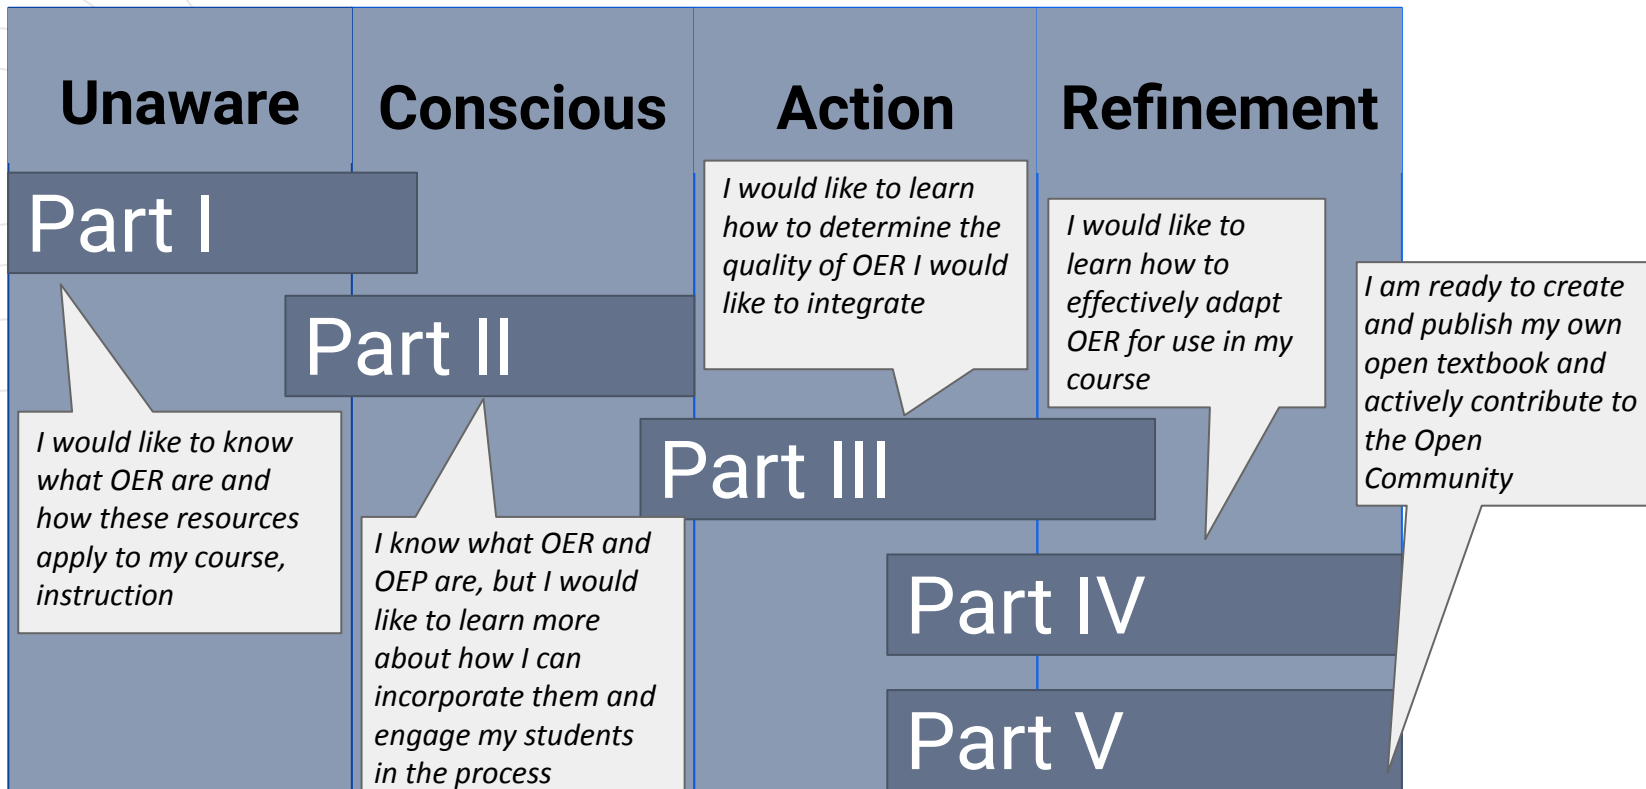 Unaware
Conscious
Action
Refinement
Part I
I would like to know
what OER are and
how these resources
apply to my course,
instruction
Part II
I know what OER and
OEP are, but I would
like to learn more
about how I can
incorporate them and
engage my students
in the process
I would like to learn
how to determine the
quality of OER I would
like to integrate
Part III
I would like to
learn how to
effectively adapt
OER for use in my
course
Part IV
I am ready to create
and publish my own
open textbook and
actively contribute to
the Open
Community
Part V